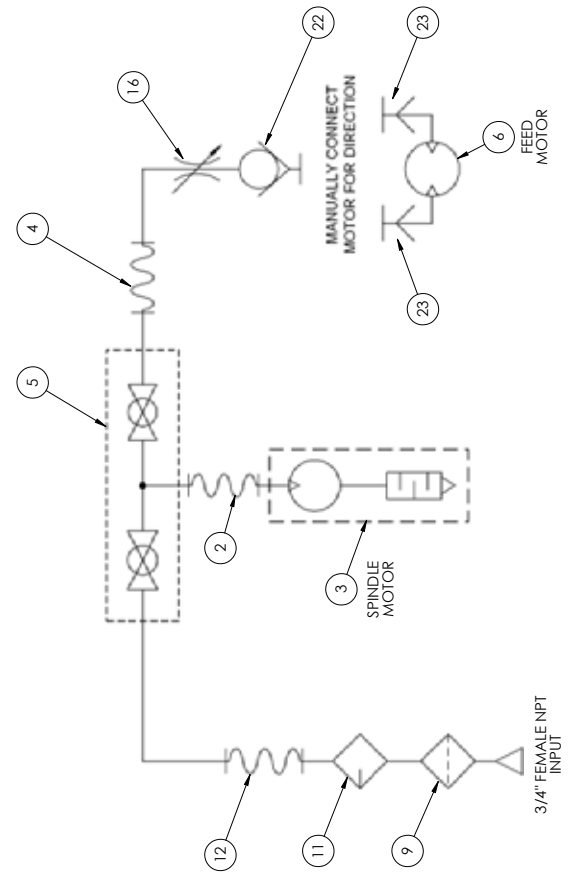 16
22
4
MANUALLY CONNECT
MOTOR FOR DIRECTION
23
23
6
FEED
MOTOR
5
2
3
SPINDLE
MOTOR
12
11
9
3/4" FEMALE NPT
INPUT